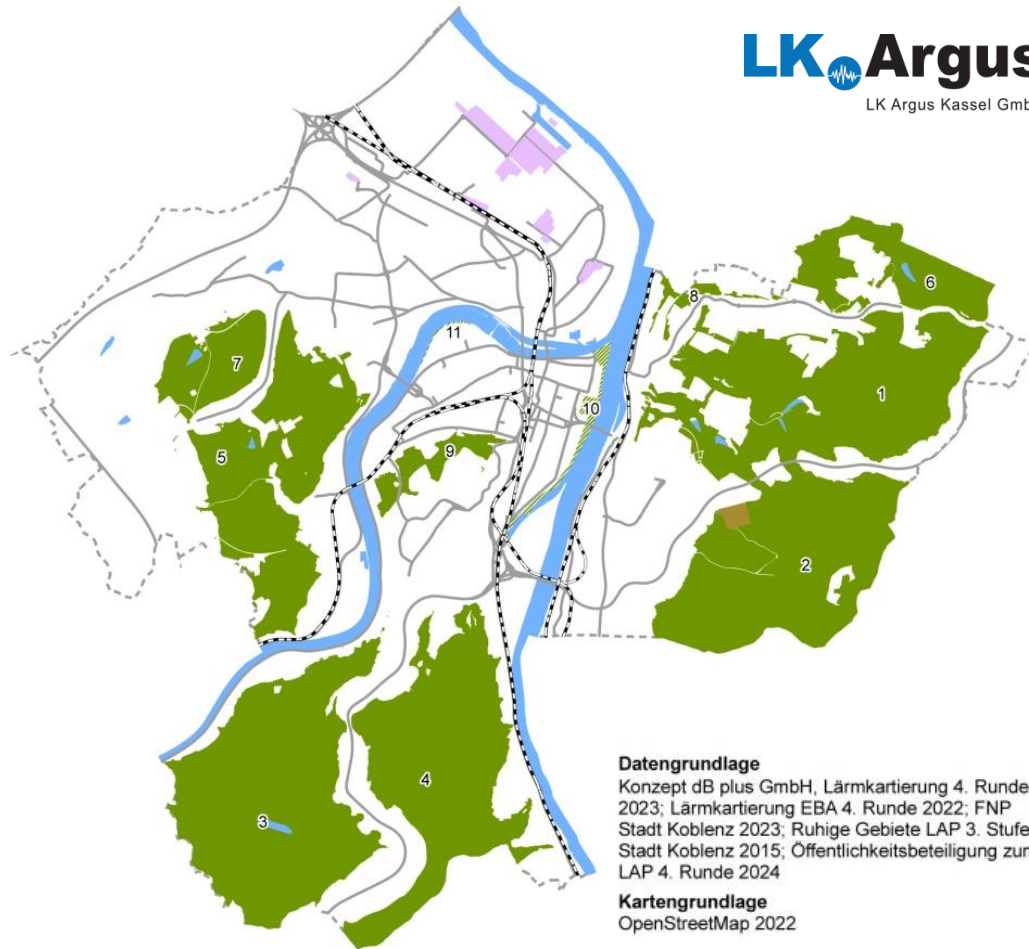 LK Argus
LK Argus Kassel Gmb
6
8
11
7
1
10
9
5
2
4
3
Datengrundlage
Konzept dB plus GmbH, Lärmkartierung 4. Runde
2023; Lärmkartierung EBA 4. Runde 2022; FNP
Stadt Koblenz 2023; Ruhige Gebiete LAP 3. Stufe
Stadt Koblenz 2015; Öffentlichkeitsbeteiligung zum
LAP 4. Runde 2024
Kartengrundlage
OpenStreetMap 2022